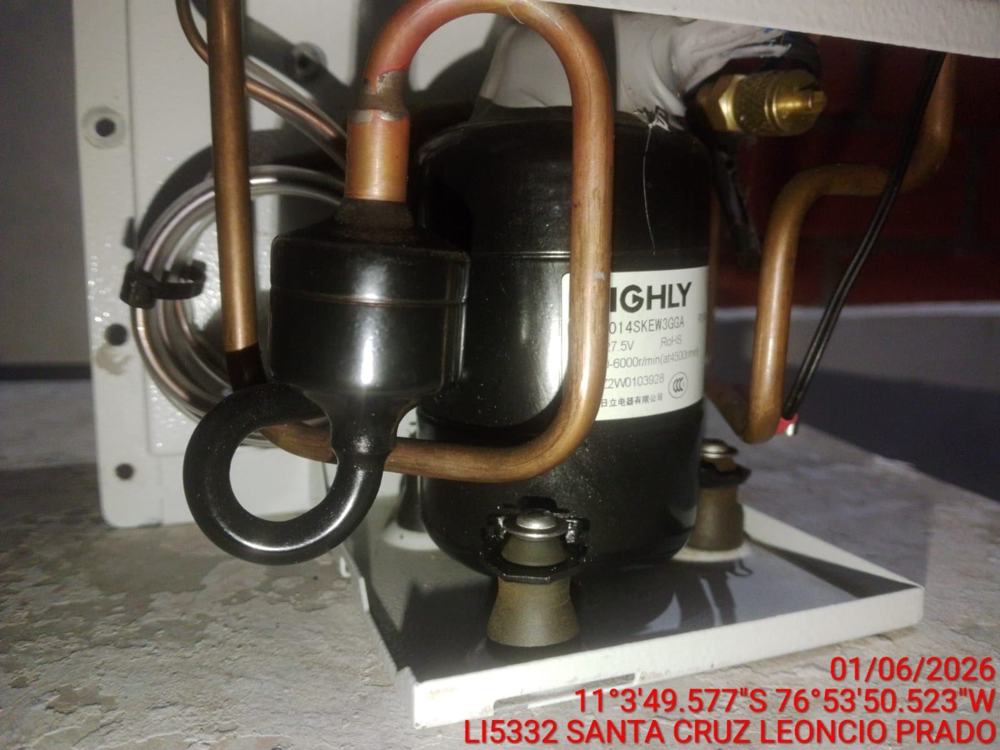 IGHLY
014SKEW3GGA
27.5V RoHS
-6000r/min(at4500r/min)
Z2W0103928
日立电器有限公司
01/06/2026
11°3'49.577"S 76°53'50.523"W
LI5332 SANTA CRUZ LEONCIO PRADO